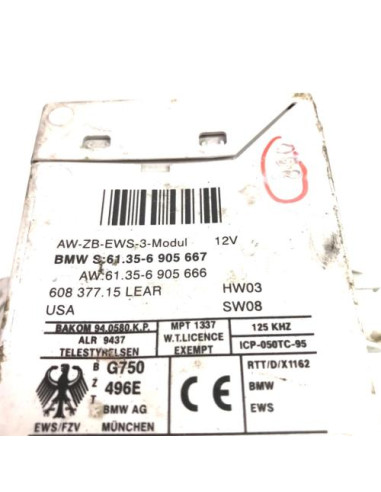 AW-ZB-EWS-3-Modul 12V
BMW S:61.35-6 905 667
AW:61.35-6 905 666
608 377.15 LEAR HW03
USA SW08
BAKOM 94.0580.K.P. MPT 1337 125 KHZ
ALR 9437 W.T.LICENCE ICP-050TC-95
TELESTYRELSEN EXEMPT
B G750 RTT/D/X1162
Z 496E BMW
T BMW AG EWS
EWS/FZV MÜNCHEN